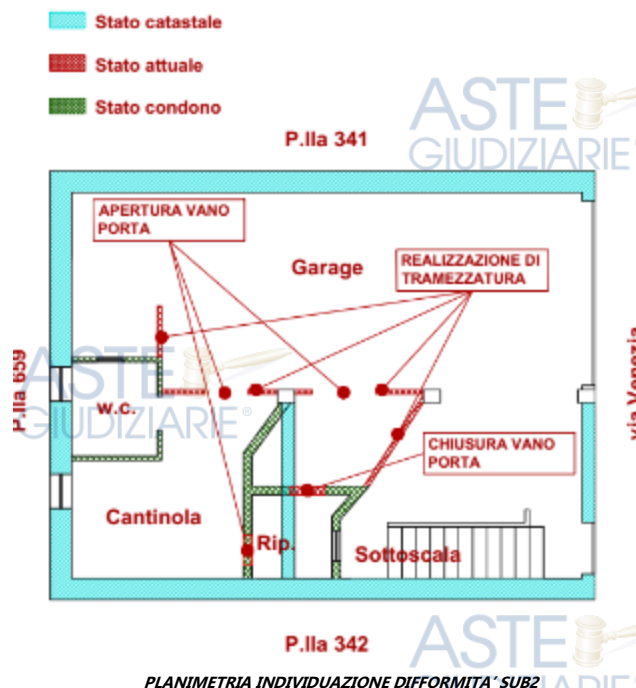 Stato catastale
Stato attuale
Stato condono
ASTE
GIUDIZIARIE
P.lla 341
APERTURA VANO
PORTA
REALIZZAZIONE DI
TRAMEZZATURA
Garage
P.lla 659
via Venezia
ASTE
GIUDIZIARIE®
W.C.
CHIUSURA VANO
PORTA
Cantinola
Rip.
Sottoscala
P.lla 342
ASTE
GIUDIZIARIE
PLANIMETRIA INDIVIDUAZIONE DIFFORMITA' SUB2